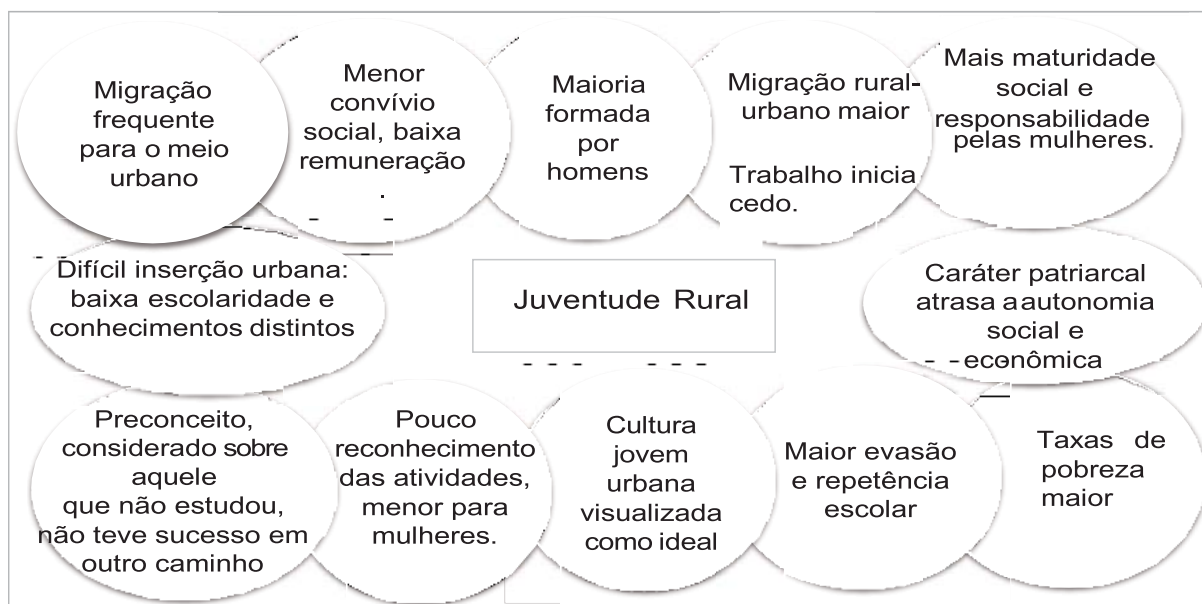 Migração
frequente
para o meio
urbano
Menor
convívio
social, baixa
remuneração
.
Maioria
formada
por
homens
Migração rural-
urbano maior
Trabalho inicia
cedo.
Mais maturidade
social e
responsabilidade
pelas mulheres.
Difícil inserção urbana:
baixa escolaridade e
conhecimentos distintos
Juventude Rural
Caráter patriarcal
atrasa a autonomia
social e
econômica
Preconceito,
considerado sobre
aquele
que não estudou,
não teve sucesso em
outro caminho
Pouco
reconhecimento
das atividades,
menor para
mulheres.
Cultura
jovem
urbana
visualizada
como ideal
Maior evasão
e repetência
escolar
Taxas de
pobreza
maior